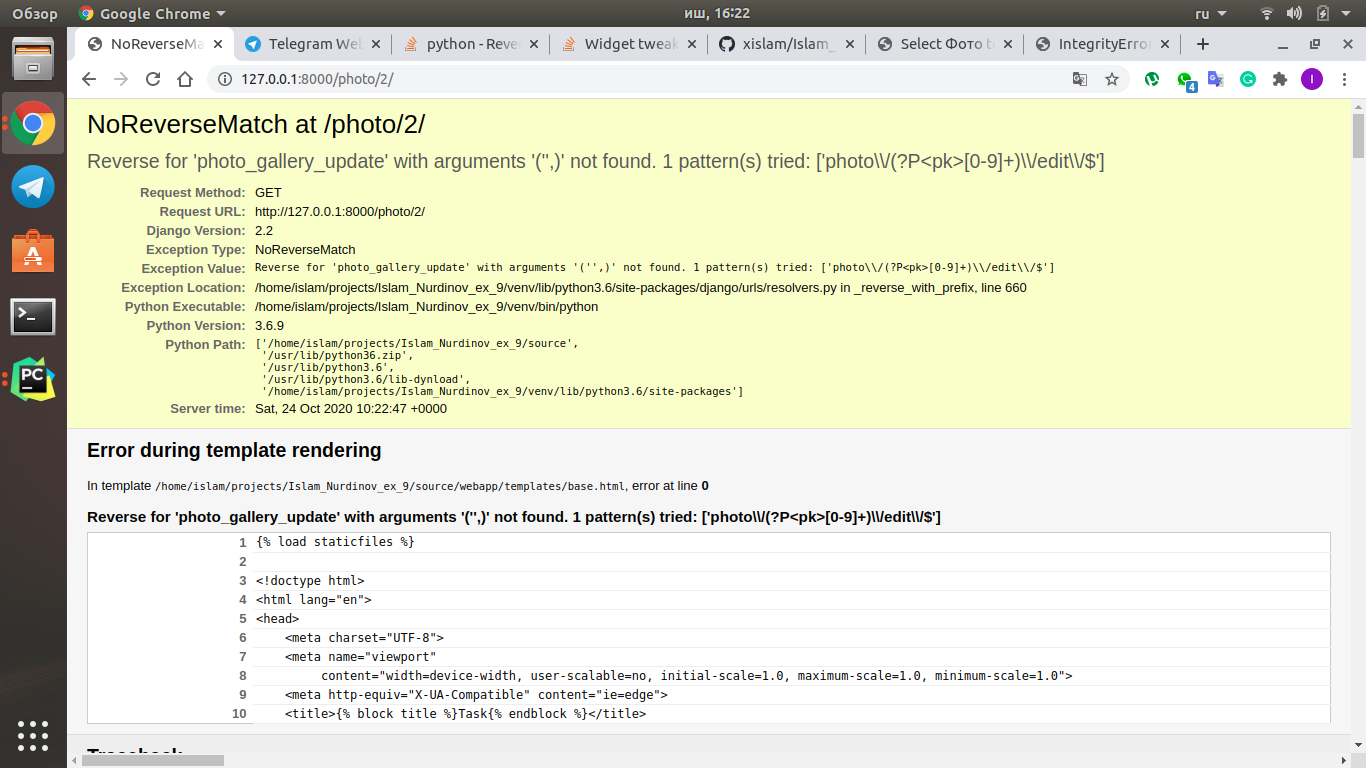 Обзор
Google Chrome
иш, 16:22
ru
NoReverseMa
Telegram We
python - Reve
Widget tweak
xislam/Islam_
Select Фото t
IntegrityError
127.0.0.1:8000/photo/2/
4
I
NoReverseMatch at /photo/2/
Reverse for 'photo_gallery_update' with arguments '('',)' not found. 1 pattern(s) tried: ['photo\\/(?P<pk>[0-9]+)\\/edit\\/$']
Request Method: GET
Request URL: http://127.0.0.1:8000/photo/2/
Django Version: 2.2
Exception Type: NoReverseMatch
Exception Value: Reverse for 'photo_gallery_update' with arguments '('',)' not found. 1 pattern(s) tried: ['photo\\/(?P<pk>[0-9]+)\\/edit\\/$']
Exception Location: /home/islam/projects/Islam_Nurdinov_ex_9/venv/lib/python3.6/site-packages/django/urls/resolvers.py in _reverse_with_prefix, line 660
Python Executable: /home/islam/projects/Islam_Nurdinov_ex_9/venv/bin/python
Python Version: 3.6.9
Python Path: ['/home/islam/projects/Islam_Nurdinov_ex_9/source',
'/usr/lib/python36.zip',
'/usr/lib/python3.6',
'/usr/lib/python3.6/lib-dynload',
'/home/islam/projects/Islam_Nurdinov_ex_9/venv/lib/python3.6/site-packages']
Server time: Sat, 24 Oct 2020 10:22:47 +0000
Error during template rendering
In template /home/islam/projects/Islam_Nurdinov_ex_9/source/webapp/templates/base.html, error at line 0
Reverse for 'photo_gallery_update' with arguments '('',)' not found. 1 pattern(s) tried: ['photo\\/(?P<pk>[0-9]+)\\/edit\\/$']
1 {% load staticfiles %}
2
3 <!doctype html>
4 <html lang="en">
5 <head>
6 <meta charset="UTF-8">
7 <meta name="viewport"
8 content="width=device-width, user-scalable=no, initial-scale=1.0, maximum-scale=1.0, minimum-scale=1.0">
9 <meta http-equiv="X-UA-Compatible" content="ie=edge">
10 <title>{% block title %}Task{% endblock %}</title>
Traceback
PC